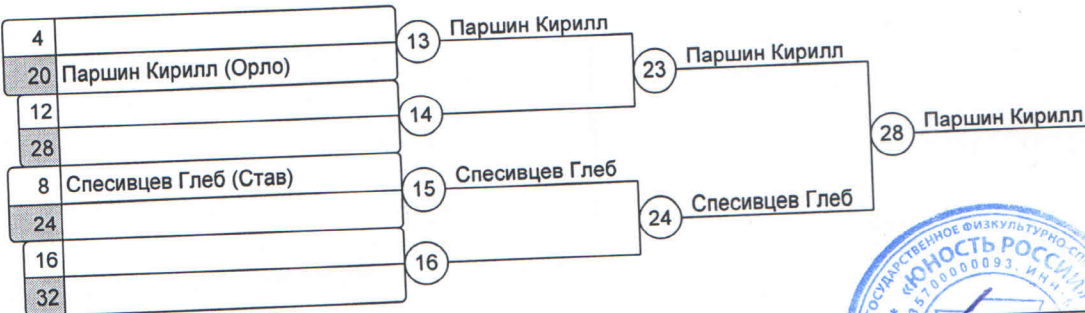 4
13 Паршин Кирилл
20 Паршин Кирилл (Орло)
23 Паршин Кирилл
12
14
28
28 Паршин Кирилл
8 Спесивцев Глеб (Став)
15 Спесивцев Глеб
24
24 Спесивцев Глеб
16
16
32
«ЮНОСТЬ РОССИИ»